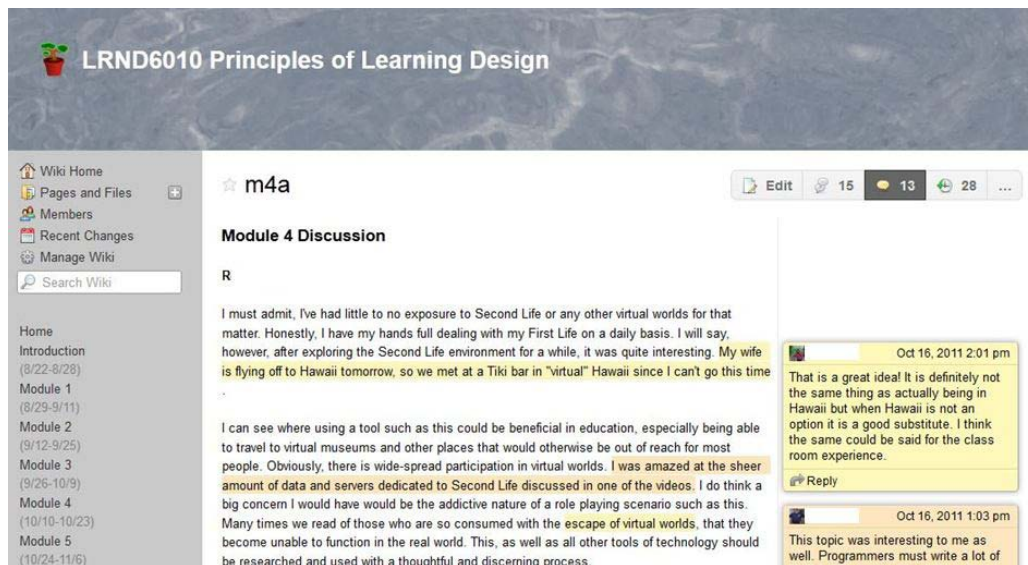 LRND6010 Principles of Learning Design
Wiki Home
Pages and Files
Members
Recent Changes
Manage Wiki
Search Wiki
Home
Introduction
(8/22-8/28)
Module 1
(8/29-9/11)
Module 2
(9/12-9/25)
Module 3
(9/26-10/9)
Module 4
(10/10-10/23)
Module 5
(10/24-11/6)
m4a
Edit 15 13 28 ...
Module 4 Discussion
R
I must admit, I've had little to no exposure to Second Life or any other virtual worlds for that
matter. Honestly, I have my hands full dealing with my First Life on a daily basis. I will say,
however, after exploring the Second Life environment for a while, it was quite interesting. My wife
is flying off to Hawaii tomorrow, so we met at a Tiki bar in "virtual" Hawaii since I can't go this time
.
I can see where using a tool such as this could be beneficial in education, especially being able
to travel to virtual museums and other places that would otherwise be out of reach for most
people. Obviously, there is wide-spread participation in virtual worlds. I was amazed at the sheer
amount of data and servers dedicated to Second Life discussed in one of the videos. I do think a
big concern I would have would be the addictive nature of a role playing scenario such as this.
Many times we read of those who are so consumed with the escape of virtual worlds, that they
become unable to function in the real world. This, as well as all other tools of technology should
be researched and used with a thoughtful and discerning process.
Oct 16, 2011 2:01 pm
That is a great idea! It is definitely not
the same thing as actually being in
Hawaii but when Hawaii is not an
option it is a good substitute. I think
the same could be said for the class
room experience.
Reply
Oct 16, 2011 1:03 pm
This topic was interesting to me as
well. Programmers must write a lot of